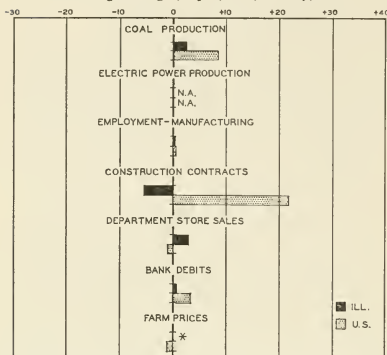 -30 -20 -10 0 +10 +20 +30 +40
COAL PRODUCTION
ELECTRIC POWER PRODUCTION
N.A.
N.A.
EMPLOYMENT-MANUFACTURING
CONSTRUCTION CONTRACTS
DEPARTMENT STORE SALES
BANK DEBITS
ILL.
U.S.
FARM PRICES
*